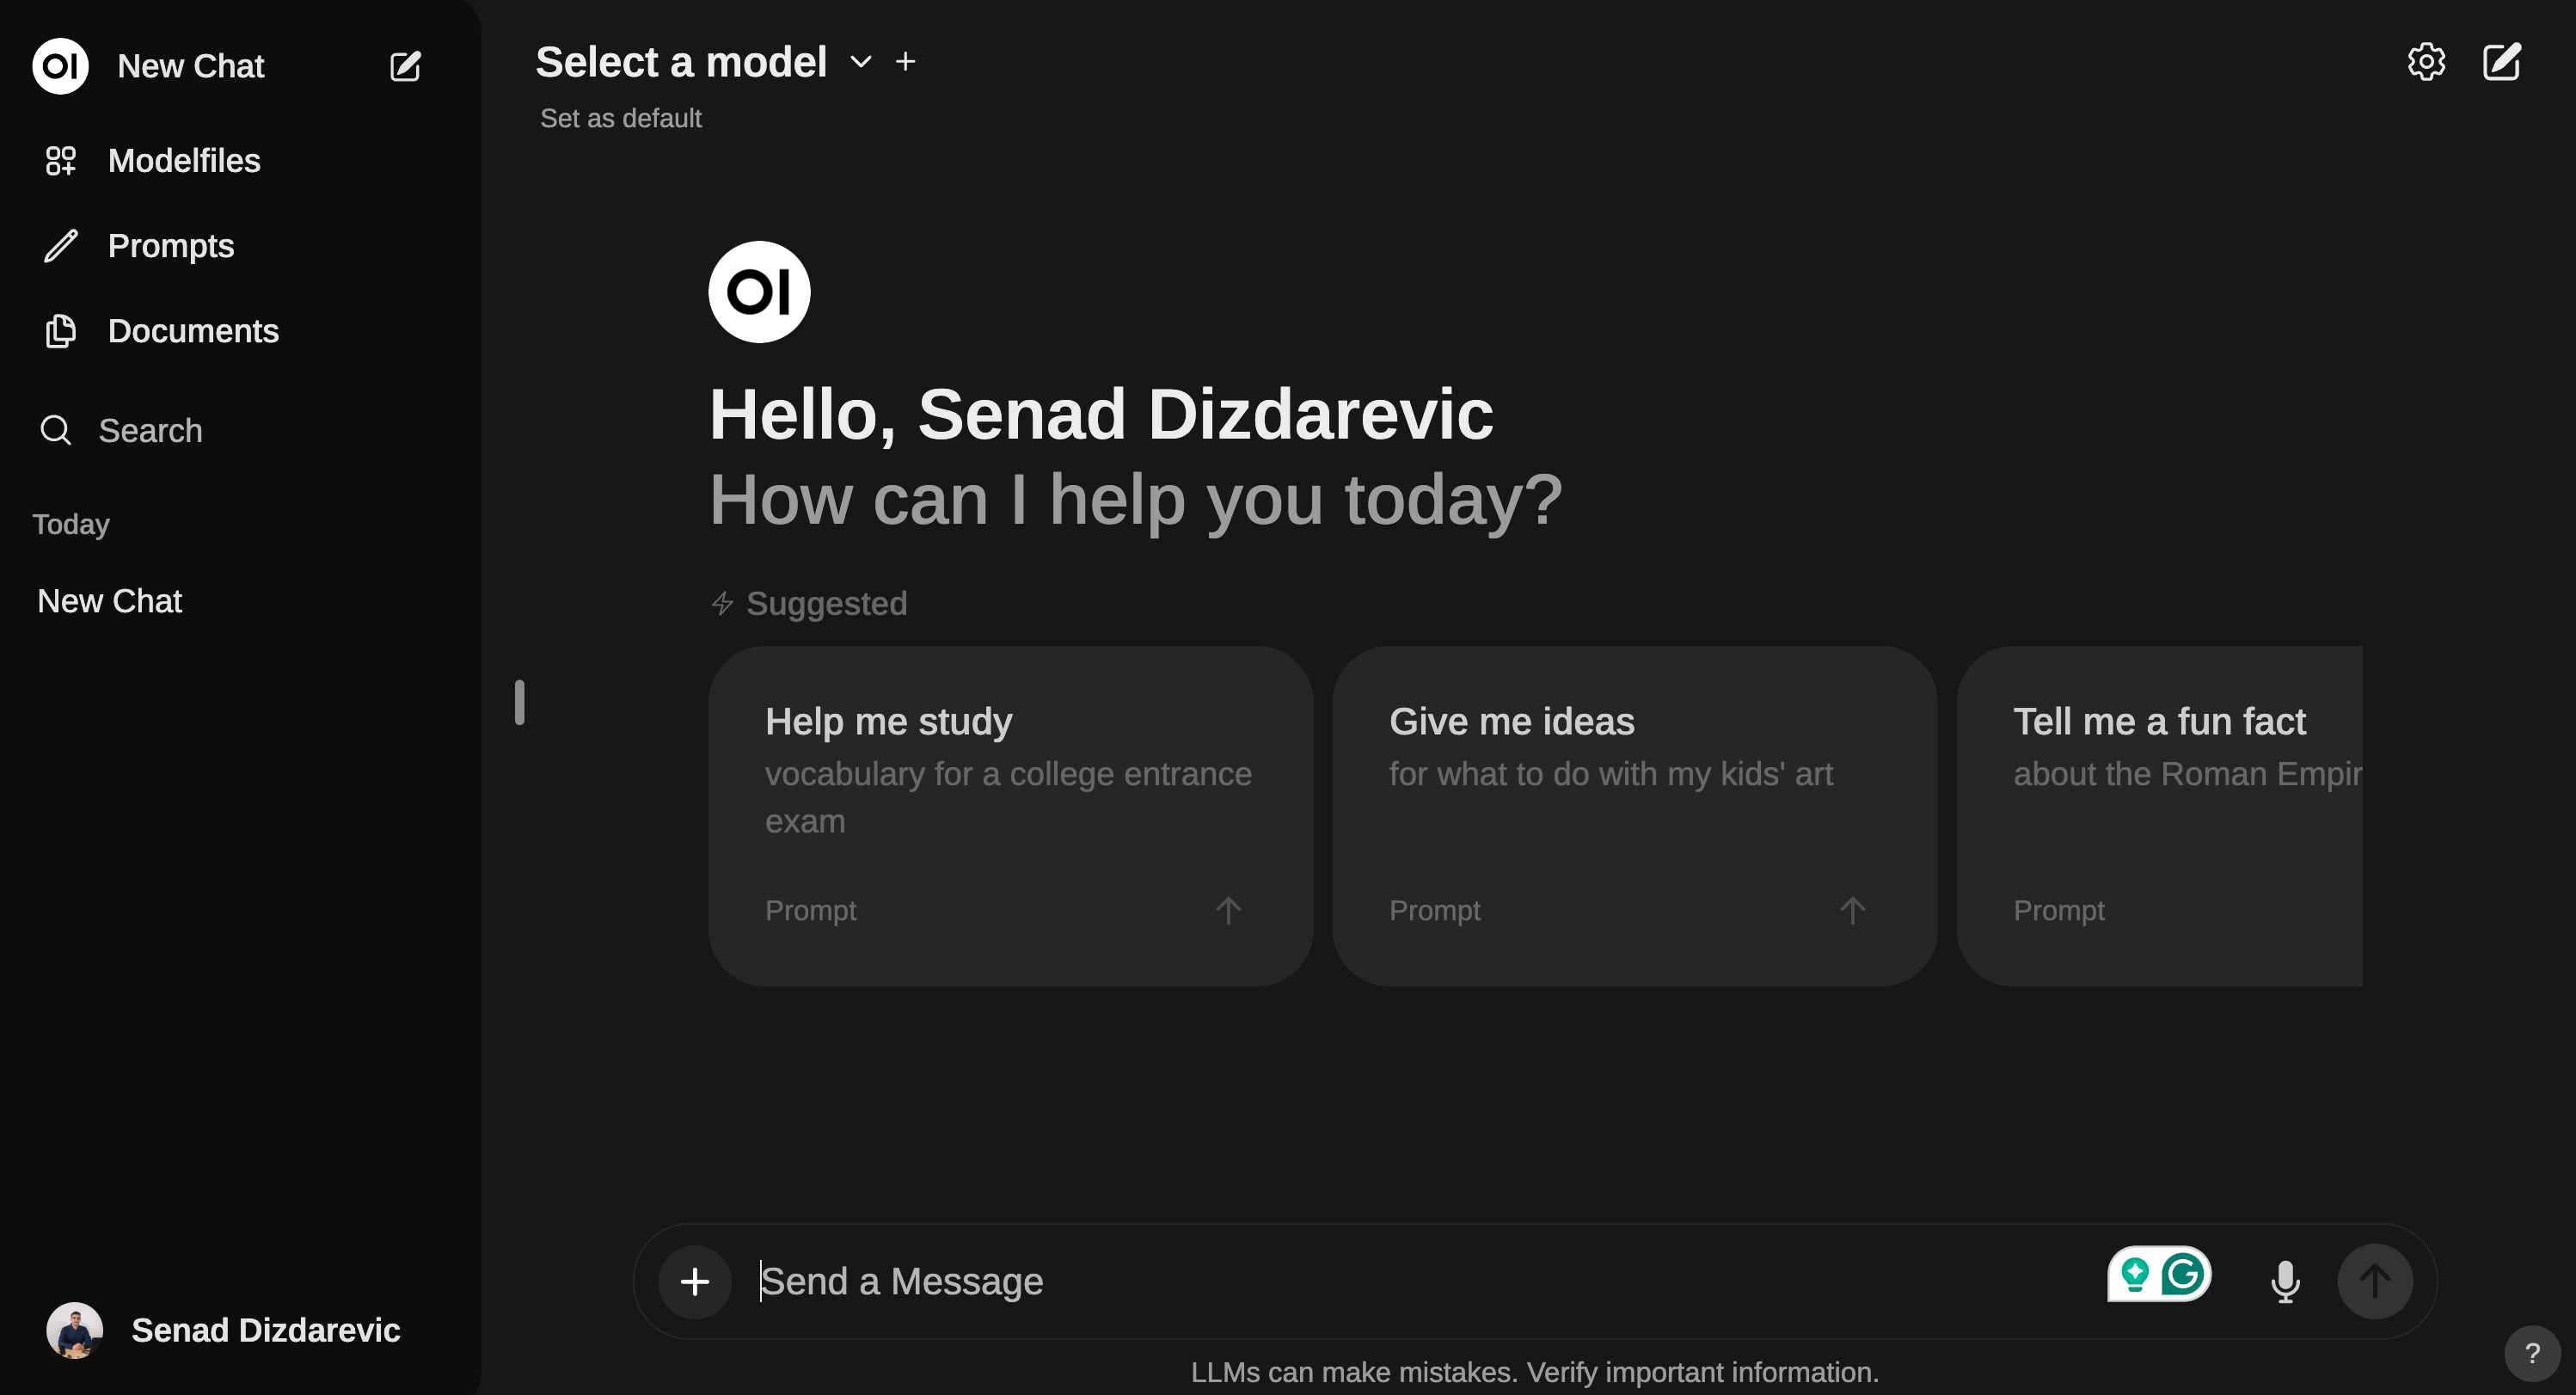 OI New Chat
Modelfiles
Prompts
Documents
Search
Today
New Chat
Senad Dizdarevic
Select a model
Set as default
OI
Hello, Senad Dizdarevic
How can I help you today?
Suggested
Help me study
vocabulary for a college entrance
exam
Prompt
Give me ideas
for what to do with my kids' art
Prompt
Tell me a fun fact
about the Roman Empir
Prompt
Send a Message
LLMs can make mistakes. Verify important information.
?